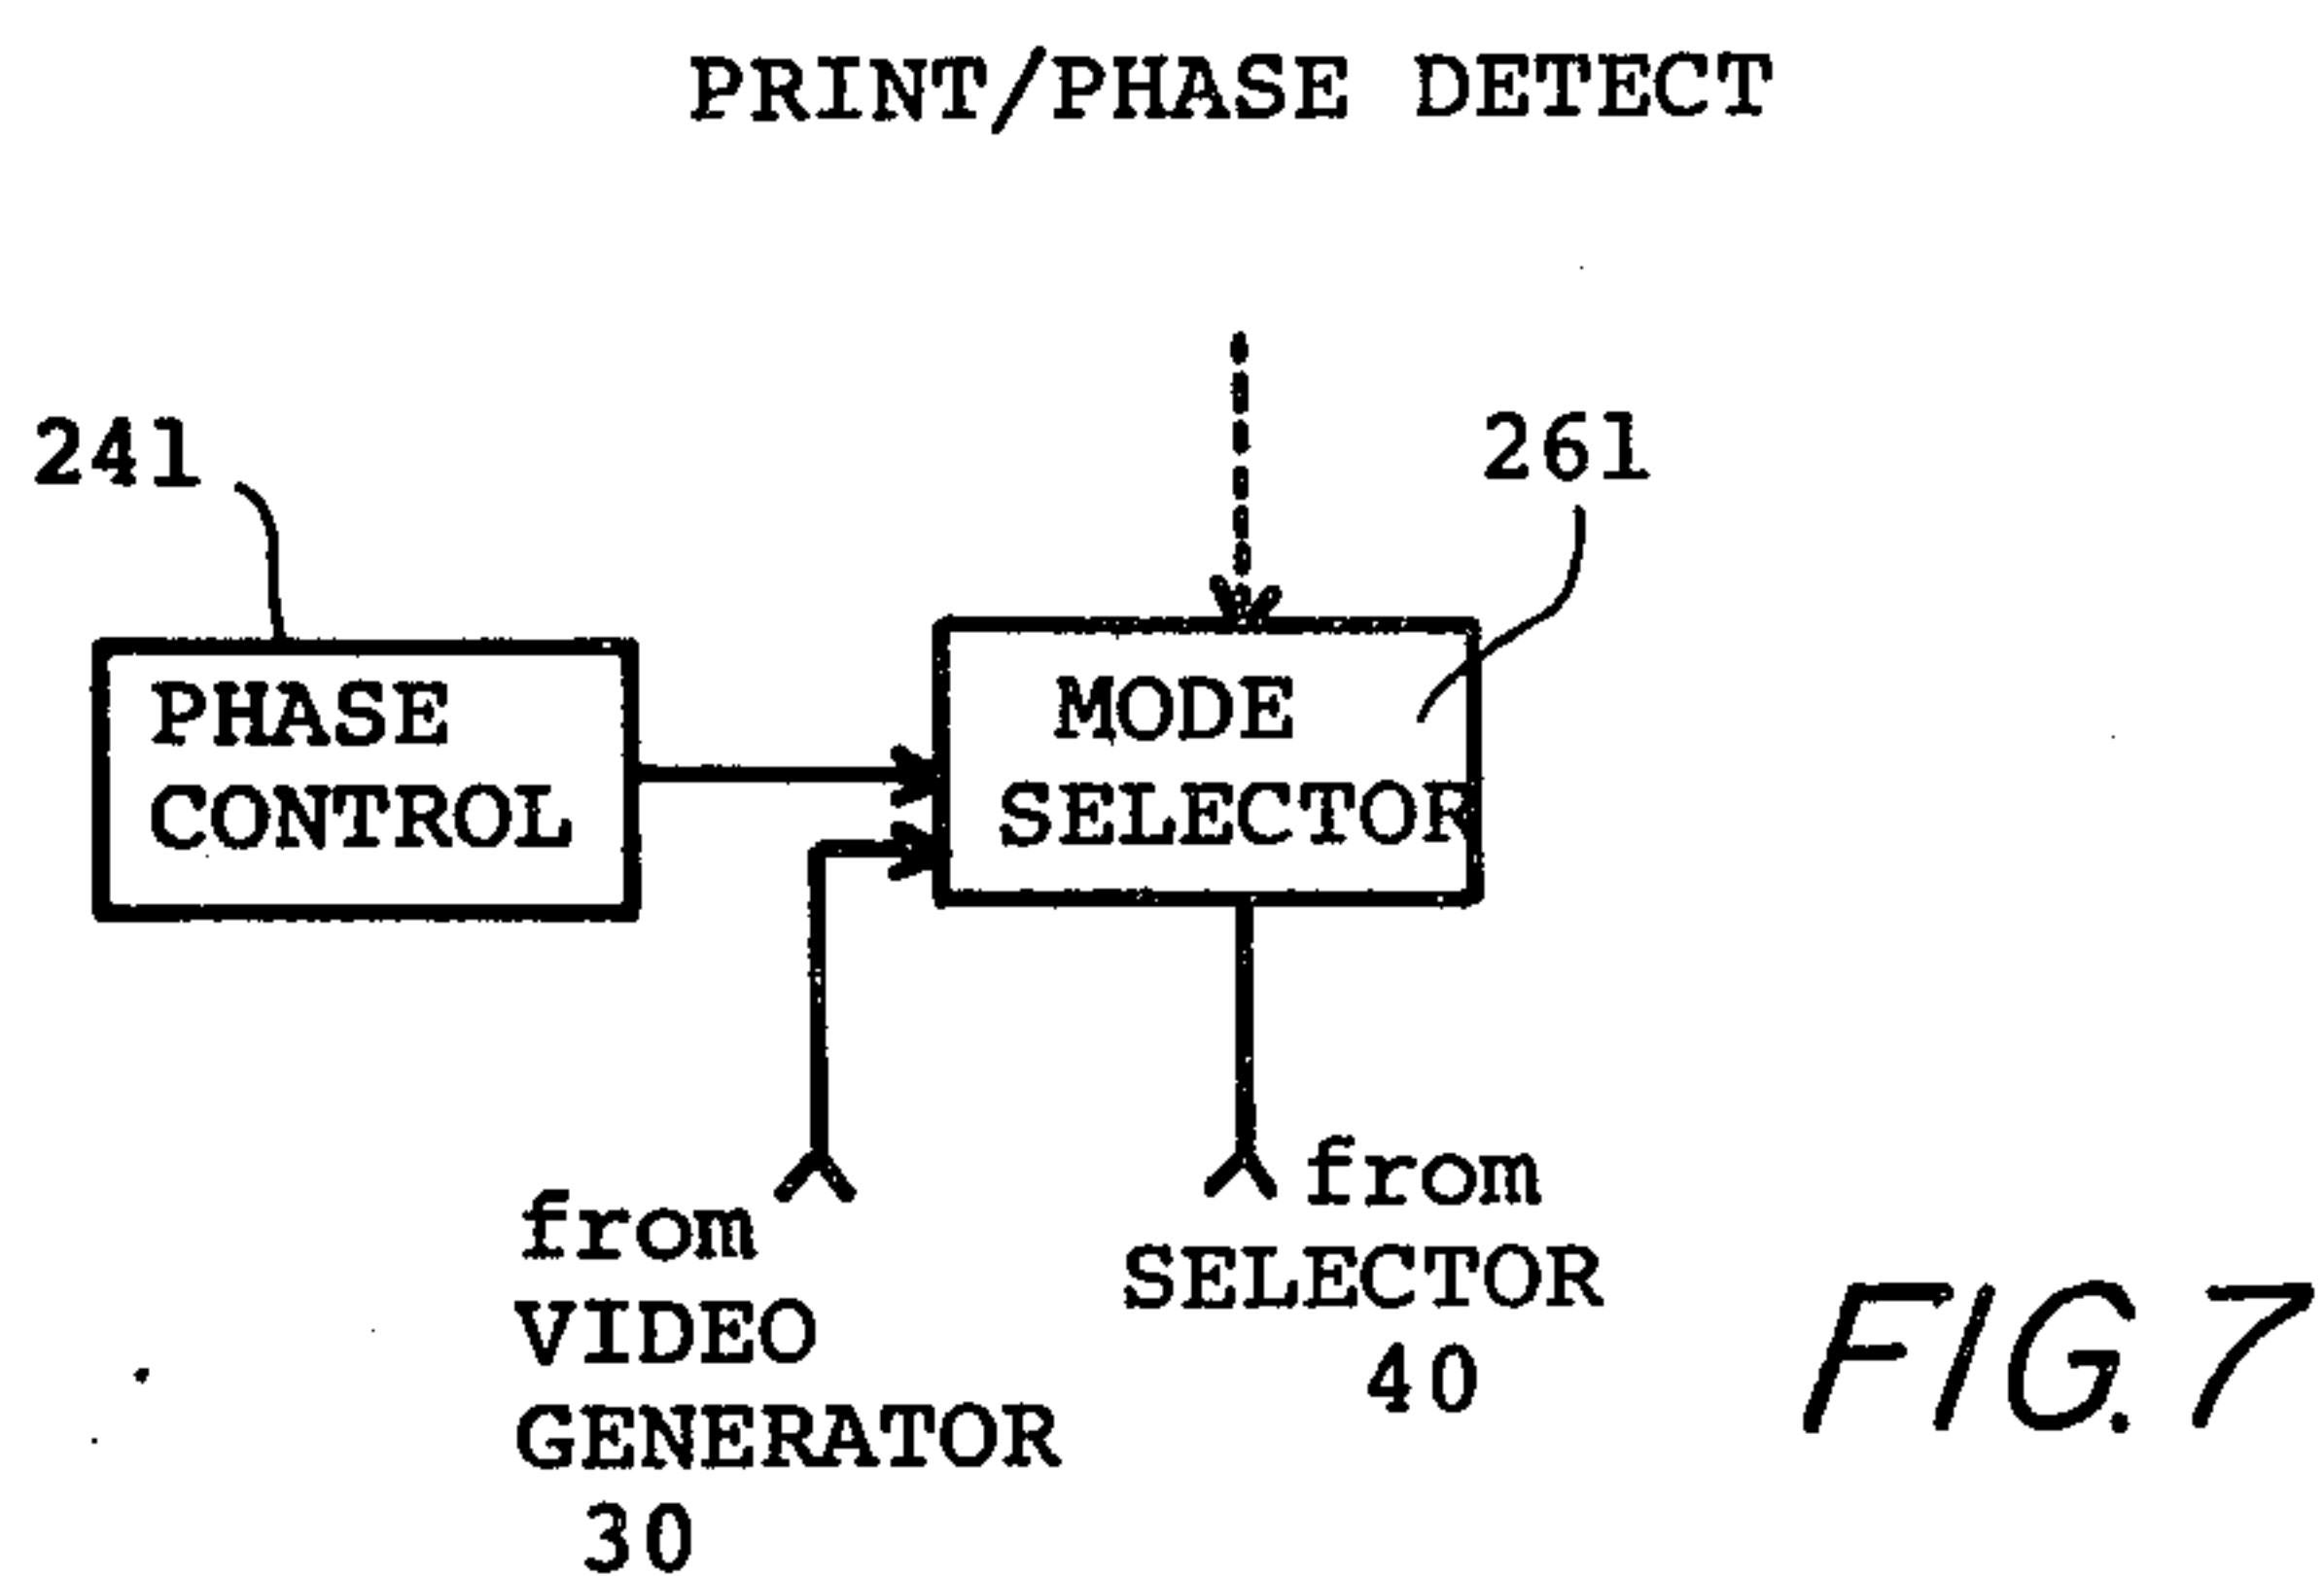 PRINT/PHASE DETECT
241
261
PHASE
CONTROL
MODE
SELECTOR
from
VIDEO
GENERATOR
30
from
SELECTOR
40
FIG. 7